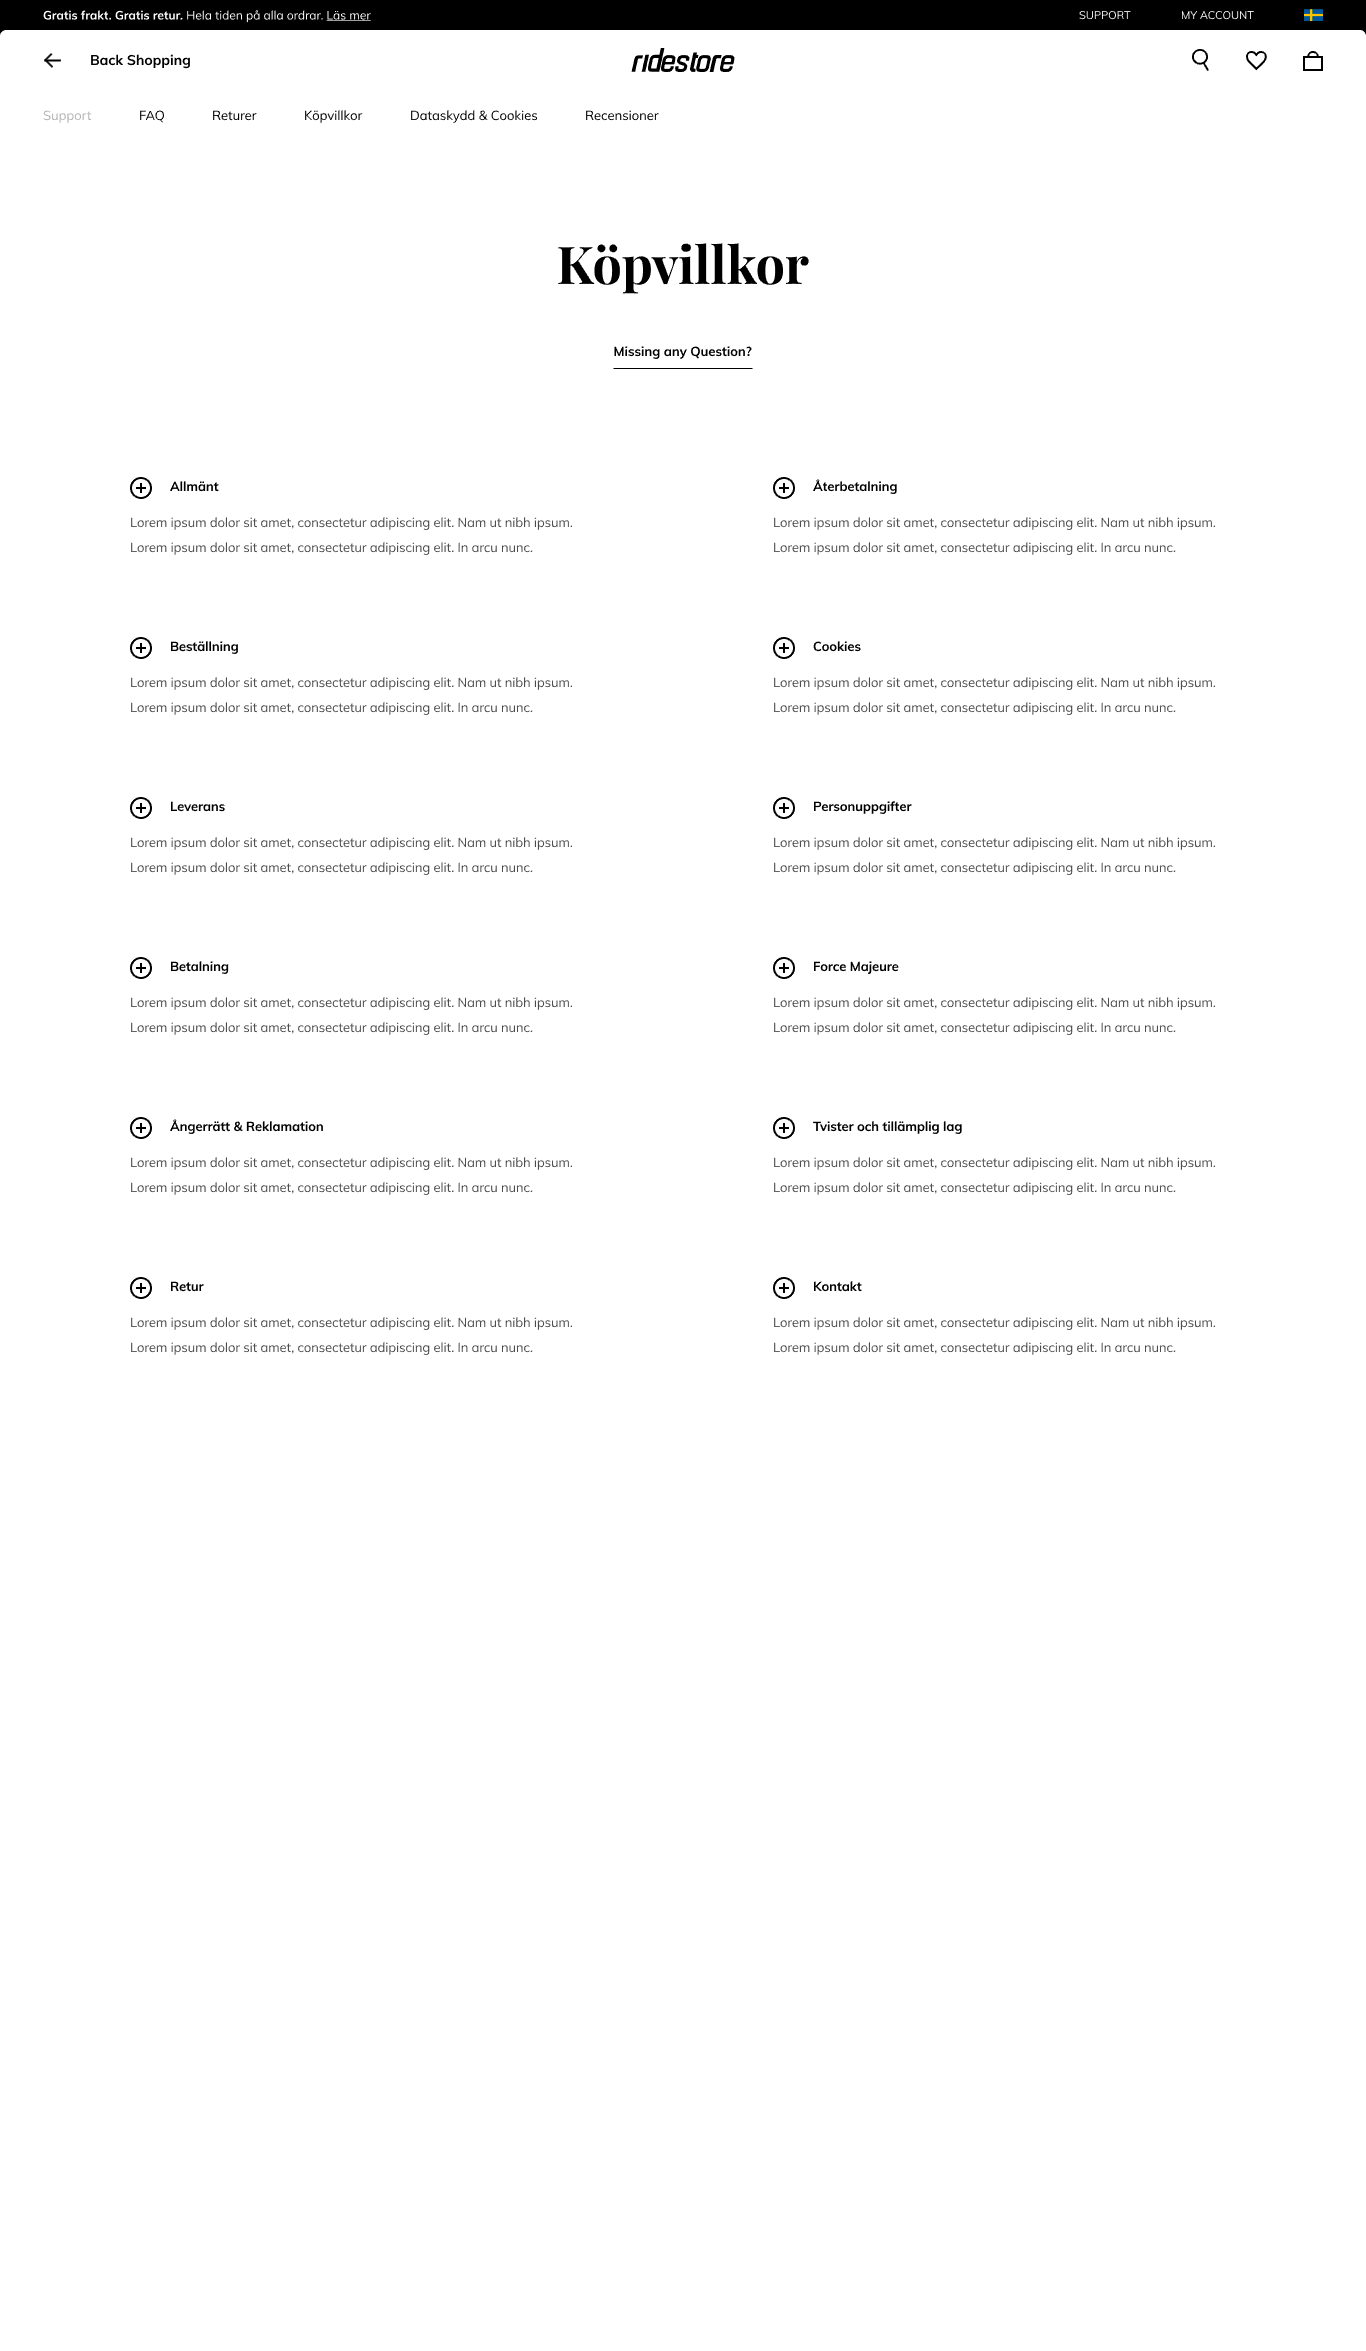 Gratis frakt. Gratis retur. Hela tiden på alla ordrar. Läs mer
SUPPORT
MY ACCOUNT
Back Shopping
ridestore
Support
FAQ
Returer
Köpvillkor
Dataskydd & Cookies
Recensioner
Köpvillkor
Missing any Question?
Allmänt
Lorem ipsum dolor sit amet, consectetur adipiscing elit. Nam ut nibh ipsum.
Lorem ipsum dolor sit amet, consectetur adipiscing elit. In arcu nunc.
Återbetalning
Lorem ipsum dolor sit amet, consectetur adipiscing elit. Nam ut nibh ipsum.
Lorem ipsum dolor sit amet, consectetur adipiscing elit. In arcu nunc.
Beställning
Lorem ipsum dolor sit amet, consectetur adipiscing elit. Nam ut nibh ipsum.
Lorem ipsum dolor sit amet, consectetur adipiscing elit. In arcu nunc.
Cookies
Lorem ipsum dolor sit amet, consectetur adipiscing elit. Nam ut nibh ipsum.
Lorem ipsum dolor sit amet, consectetur adipiscing elit. In arcu nunc.
Leverans
Lorem ipsum dolor sit amet, consectetur adipiscing elit. Nam ut nibh ipsum.
Lorem ipsum dolor sit amet, consectetur adipiscing elit. In arcu nunc.
Personuppgifter
Lorem ipsum dolor sit amet, consectetur adipiscing elit. Nam ut nibh ipsum.
Lorem ipsum dolor sit amet, consectetur adipiscing elit. In arcu nunc.
Betalning
Lorem ipsum dolor sit amet, consectetur adipiscing elit. Nam ut nibh ipsum.
Lorem ipsum dolor sit amet, consectetur adipiscing elit. In arcu nunc.
Force Majeure
Lorem ipsum dolor sit amet, consectetur adipiscing elit. Nam ut nibh ipsum.
Lorem ipsum dolor sit amet, consectetur adipiscing elit. In arcu nunc.
Ångerrätt & Reklamation
Lorem ipsum dolor sit amet, consectetur adipiscing elit. Nam ut nibh ipsum.
Lorem ipsum dolor sit amet, consectetur adipiscing elit. In arcu nunc.
Tvister och tillämplig lag
Lorem ipsum dolor sit amet, consectetur adipiscing elit. Nam ut nibh ipsum.
Lorem ipsum dolor sit amet, consectetur adipiscing elit. In arcu nunc.
Retur
Lorem ipsum dolor sit amet, consectetur adipiscing elit. Nam ut nibh ipsum.
Lorem ipsum dolor sit amet, consectetur adipiscing elit. In arcu nunc.
Kontakt
Lorem ipsum dolor sit amet, consectetur adipiscing elit. Nam ut nibh ipsum.
Lorem ipsum dolor sit amet, consectetur adipiscing elit. In arcu nunc.